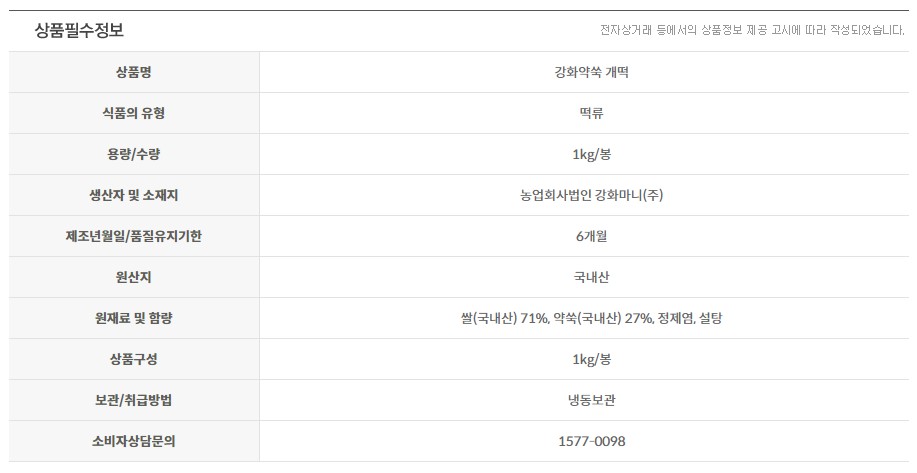 상품필수정보
전자상거래 등에서의 상품정보 제공 고시에 따라 작성되었습니다.
상품명 강화약쑥 개떡
식품의 유형 떡류
용량/수량 1kg/봉
생산자 및 소재지 농업회사법인 강화마니(주)
제조년월일/품질유지기한 6개월
원산지 국내산
원재료 및 함량 쌀(국내산) 71%, 약쑥(국내산) 27%, 정제염, 설탕
상품구성 1kg/봉
보관/취급방법 냉동보관
소비자상담문의 1577-0098